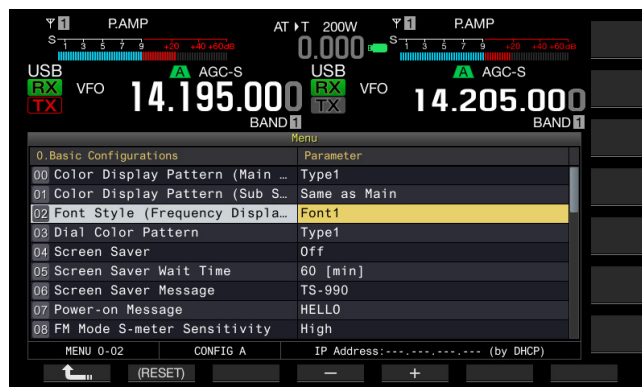 1 P.AMP AT▸T 200W 1 P.AMP
S 1 3 5 7 9 +20 +40 +60dB 0.000 S 1 3 5 7 9 +20 +40 +60dB
USB A AGC-S USB A AGC-S
RX VFO 14.195.000 RX VFO 14.205.000
TX TX
BAND 1 BAND 1
Menu
0.Basic Configurations Parameter
00 Color Display Pattern (Main … Type1
01 Color Display Pattern (Sub S… Same as Main
02 Font Style (Frequency Displa… Font1
03 Dial Color Pattern Type1
04 Screen Saver Off
05 Screen Saver Wait Time 60 [min]
06 Screen Saver Message TS-990
07 Power-on Message HELLO
08 FM Mode S-meter Sensitivity High
MENU 0-02 CONFIG A IP Address:---.---.---.--- (by DHCP)
(RESET) − +